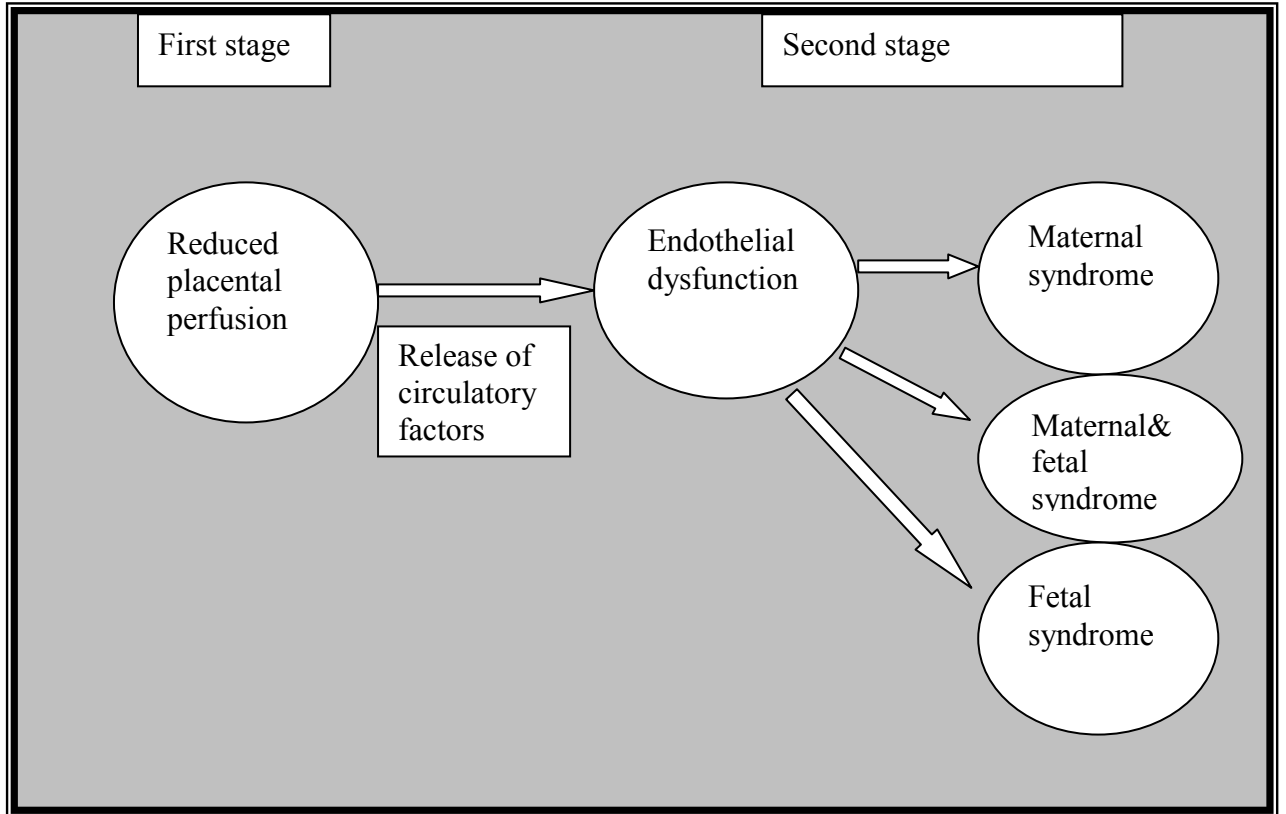 First stage
Second stage
Reduced
placental
perfusion
Release of
circulatory
factors
Endothelial
dysfunction
Maternal
syndrome
Maternal&
fetal
syndrome
Fetal
syndrome